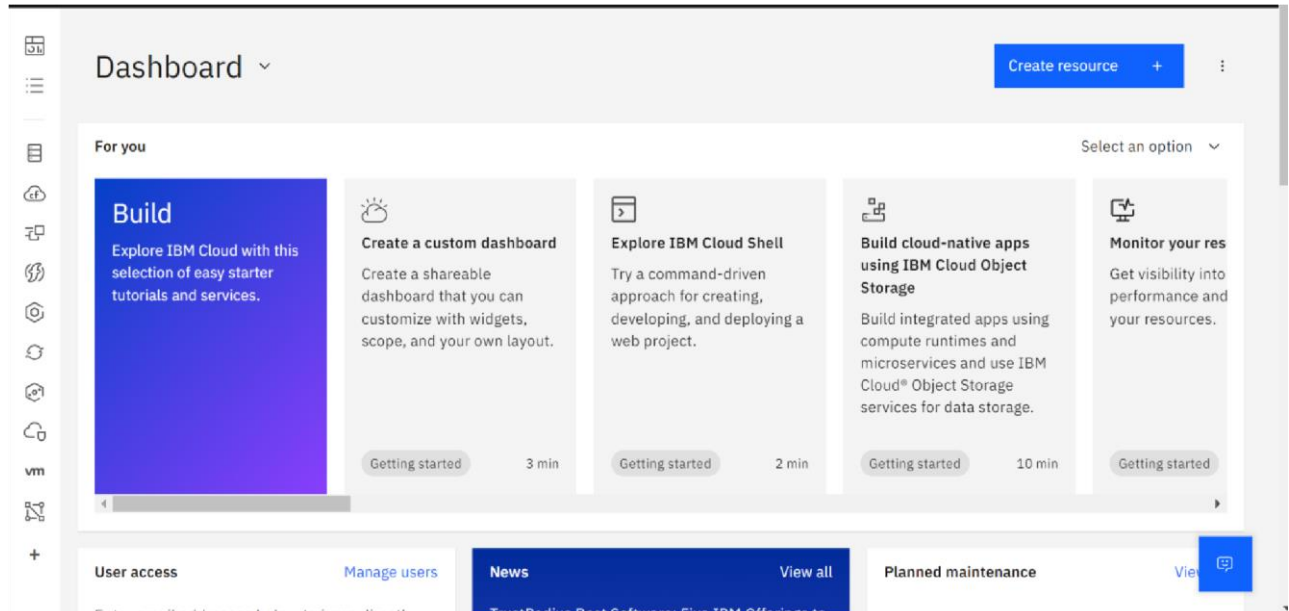 Dashboard
Create resource +
For you
Select an option
Build
Explore IBM Cloud with this
selection of easy starter
tutorials and services.
Create a custom dashboard
Create a shareable
dashboard that you can
customize with widgets,
scope, and your own layout.
Getting started
3 min
Explore IBM Cloud Shell
Try a command-driven
approach for creating,
developing, and deploying a
web project.
Getting started
2 min
Build cloud-native apps
using IBM Cloud Object
Storage
Build integrated apps using
compute runtimes and
microservices and use IBM
Cloud® Object Storage
services for data storage.
Getting started
10 min
Monitor your res
Get visibility into
performance and
your resources.
Getting started
cf
vm
+
User access
Manage users
News
View all
Planned maintenance
Vie